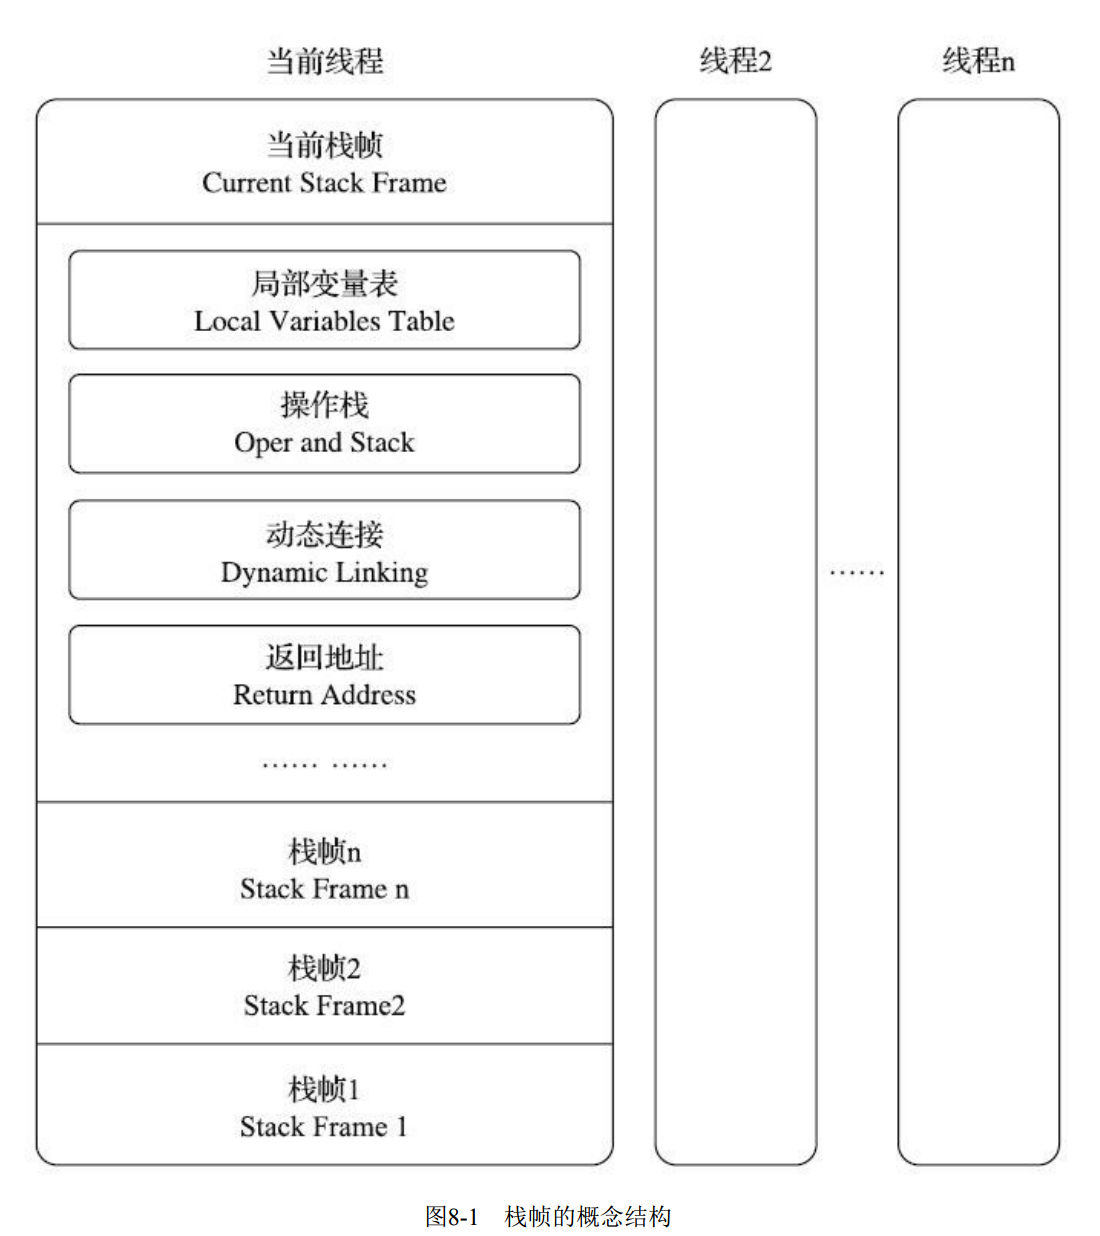 当前线程
线程2
线程n
当前栈帧
Current Stack Frame
局部变量表
Local Variables Table
操作栈
Oper and Stack
动态连接
Dynamic Linking
……
返回地址
Return Address
…… ……
栈帧n
Stack Frame n
栈帧2
Stack Frame2
栈帧1
Stack Frame 1
图8-1 栈帧的概念结构